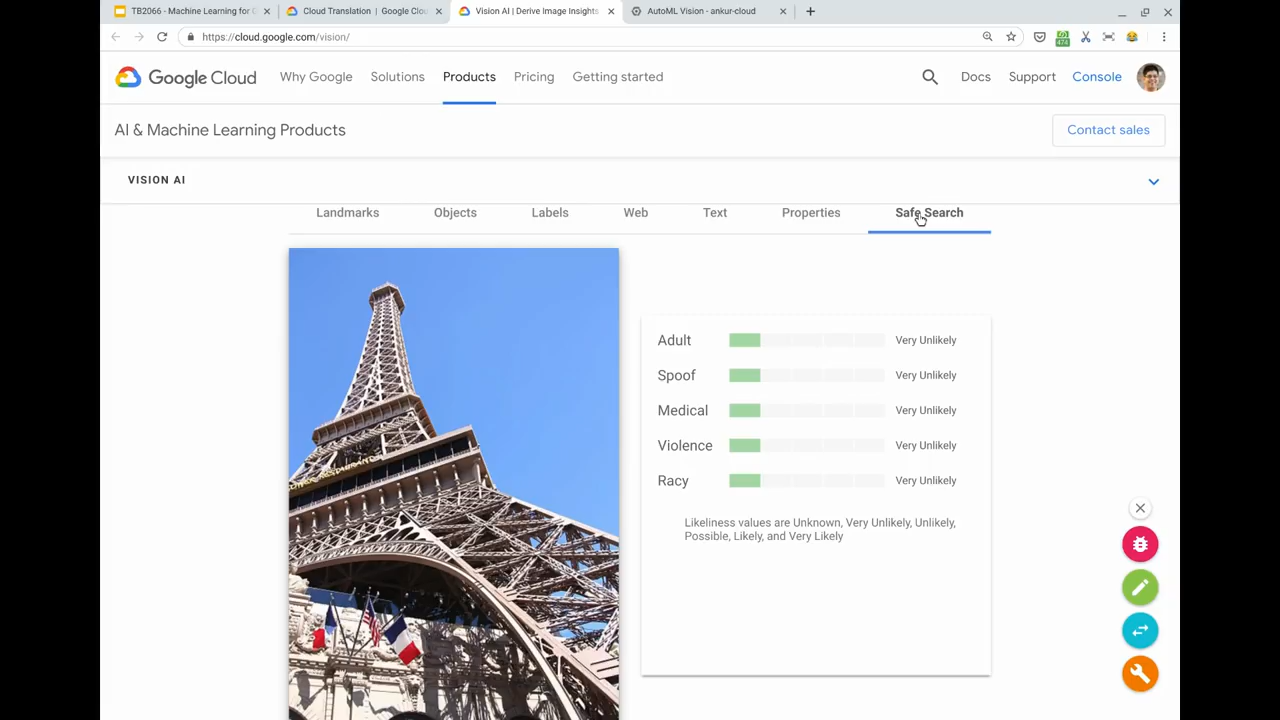 TB2066 - Machine Learning for G
Cloud Translation | Google Clou
Vision AI | Derive Image Insights
AutoML Vision - ankur-cloud
https://cloud.google.com/vision/
474
Google Cloud
Why Google
Solutions
Products
Pricing
Getting started
Docs
Support
Console
AI & Machine Learning Products
Contact sales
VISION AI
Landmarks
Objects
Labels
Web
Text
Properties
Safe Search
Adult
Very Unlikely
Spoof
Very Unlikely
Medical
Very Unlikely
Violence
Very Unlikely
Racy
Very Unlikely
Likeliness values are Unknown, Very Unlikely, Unlikely,
Possible, Likely, and Very Likely